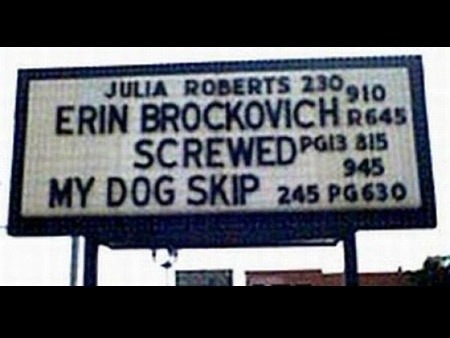 JULIA ROBERTS 230 910
ERIN BROCKOVICH R645
SCREWED PG13 815
945
MY DOG SKIP 245 PG630